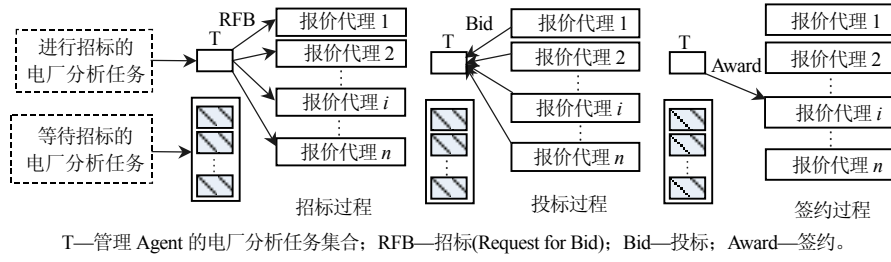 进行招标的
电厂分析任务
等待招标的
电厂分析任务
T
RFB
报价代理 1
报价代理 2
报价代理 i
报价代理 n
招标过程
T
Bid
报价代理 1
报价代理 2
报价代理 i
报价代理 n
投标过程
T
Award
报价代理 1
报价代理 2
报价代理 i
报价代理 n
签约过程
T—管理 Agent 的电厂分析任务集合；RFB—招标(Request for Bid)；Bid—投标；Award—签约。